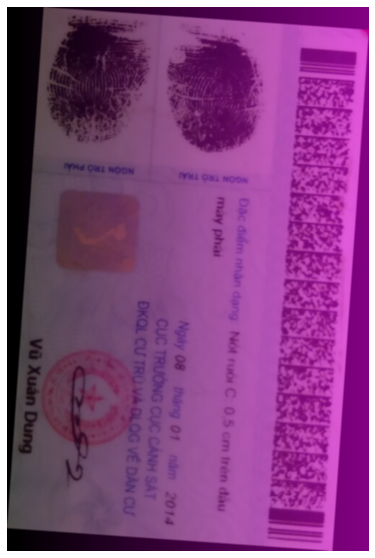 Đặc điểm nhận dạng Nốt ruồi C. 0.5 cm trên đầu
mày phải
Ngày 08 tháng 01 năm 2014
CỤC TRƯỞNG CỤC CẢNH SÁT
ĐKQL CƯ TRÚ VÀ DLQG VỀ DÂN CƯ
Vũ Xuân Dung
NGÓN TRỎ TRÁI
NGÓN TRỎ PHẢI